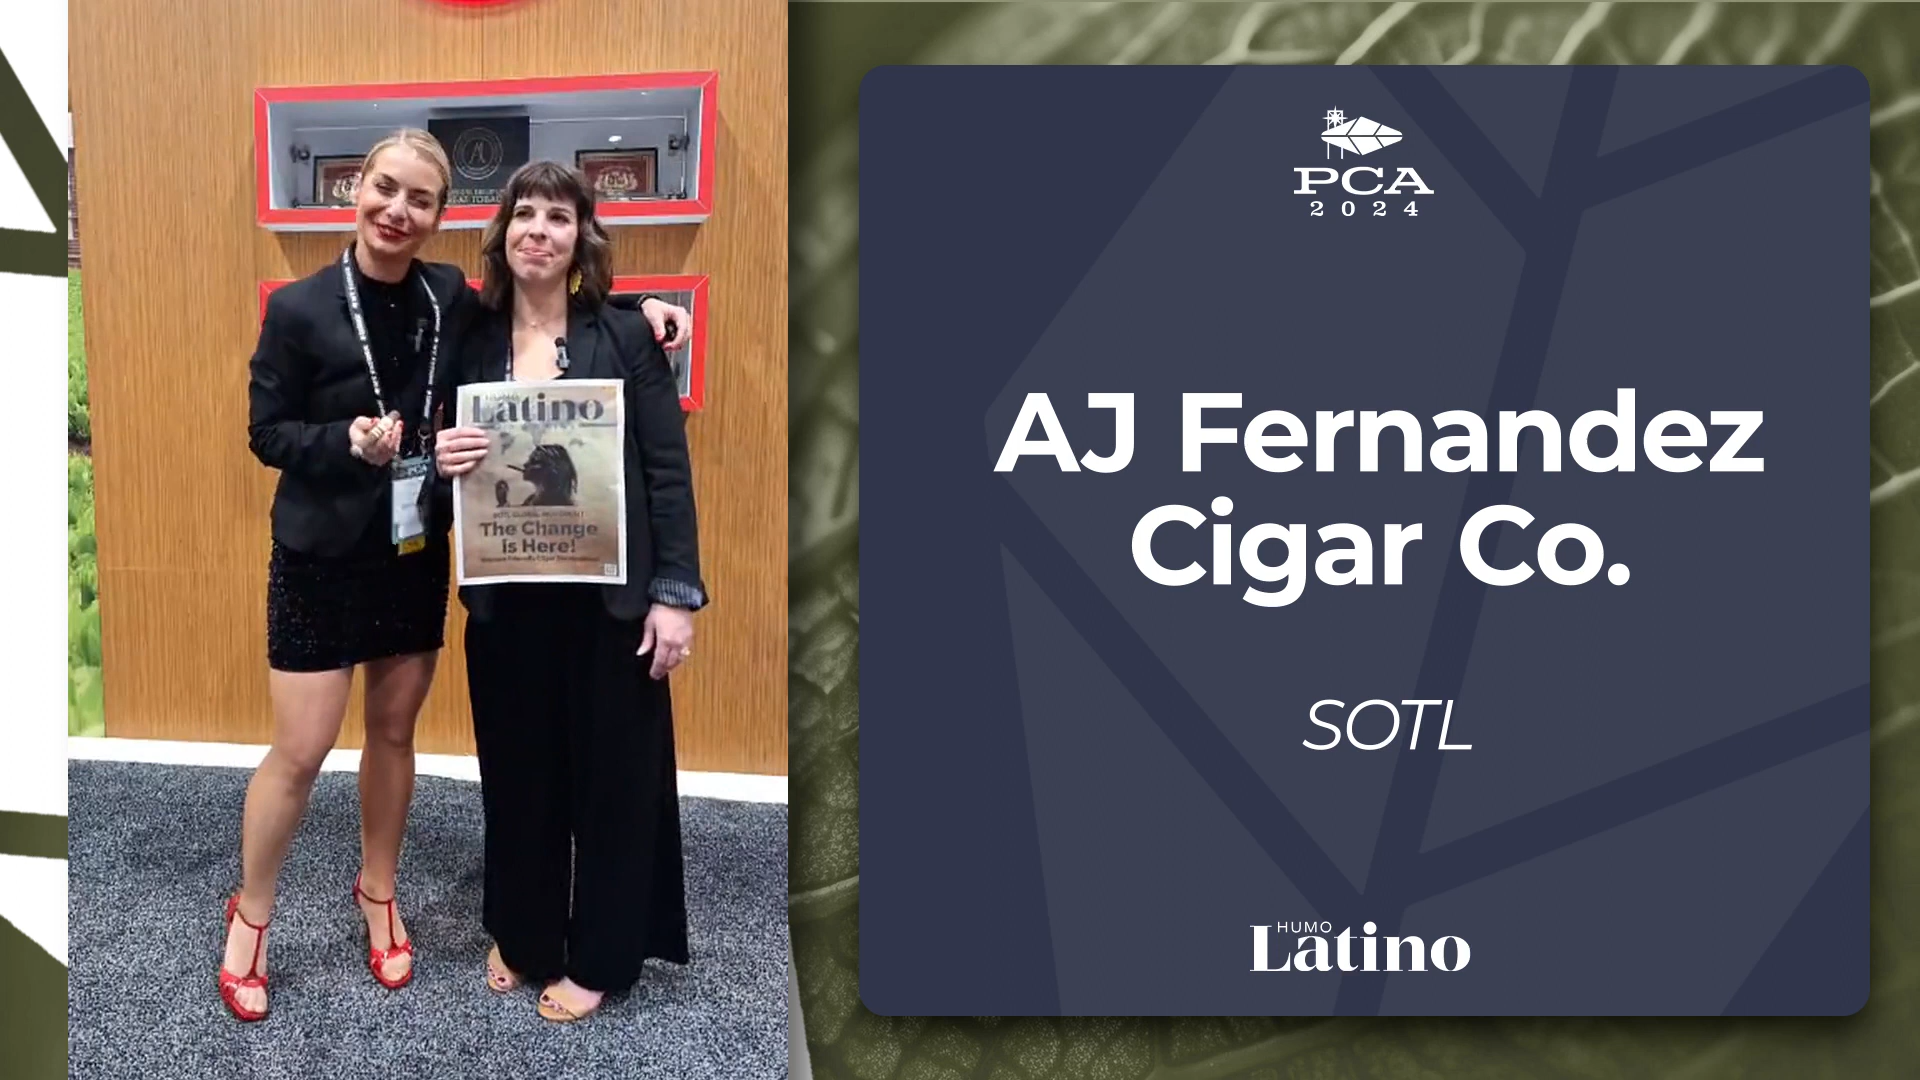 Latino
The Change
is Here!
PCA
2024
AJ Fernandez
Cigar Co.
SOTL
HUMO
Latino